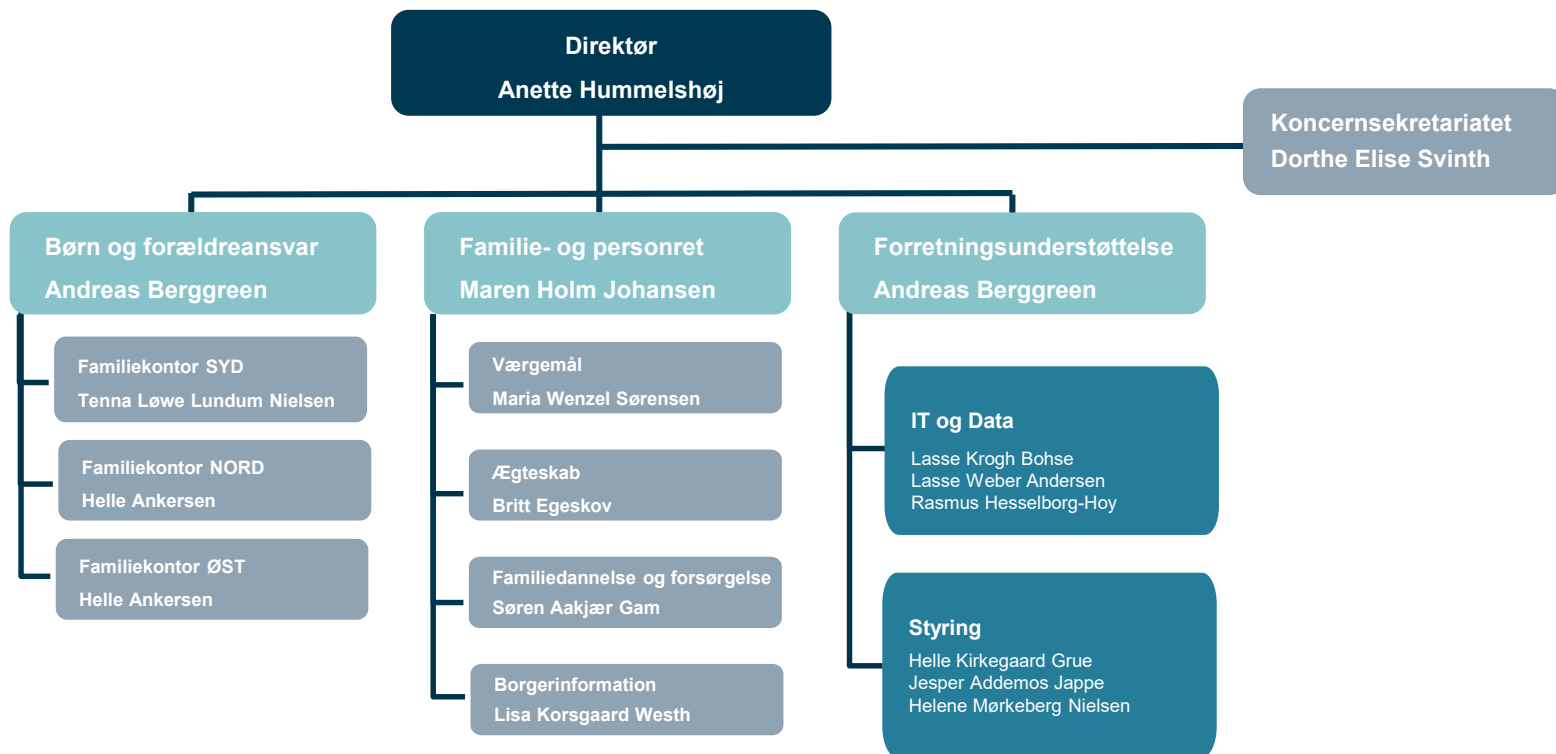 Direktør
Anette Hummelshøj
Koncernsekretariatet
Dorthe Elise Svinth
Børn og forældreansvar
Andreas Berggreen
Familiekontor SYD
Tenna Løwe Lundum Nielsen
Familiekontor NORD
Helle Ankersen
Familiekontor ØST
Helle Ankersen
Familie- og personret
Maren Holm Johansen
Værgemål
Maria Wenzel Sørensen
Ægteskab
Britt Egeskov
Familiedannelse og forsørgelse
Søren Aakjær Gam
Borgerinformation
Lisa Korsgaard Westh
Forretningsunderstøttelse
Andreas Berggreen
IT og Data
Lasse Krogh Bohse
Lasse Weber Andersen
Rasmus Hesselborg-Hoy
Styring
Helle Kirkegaard Grue
Jesper Addemos Jappe
Helene Mørkeberg Nielsen